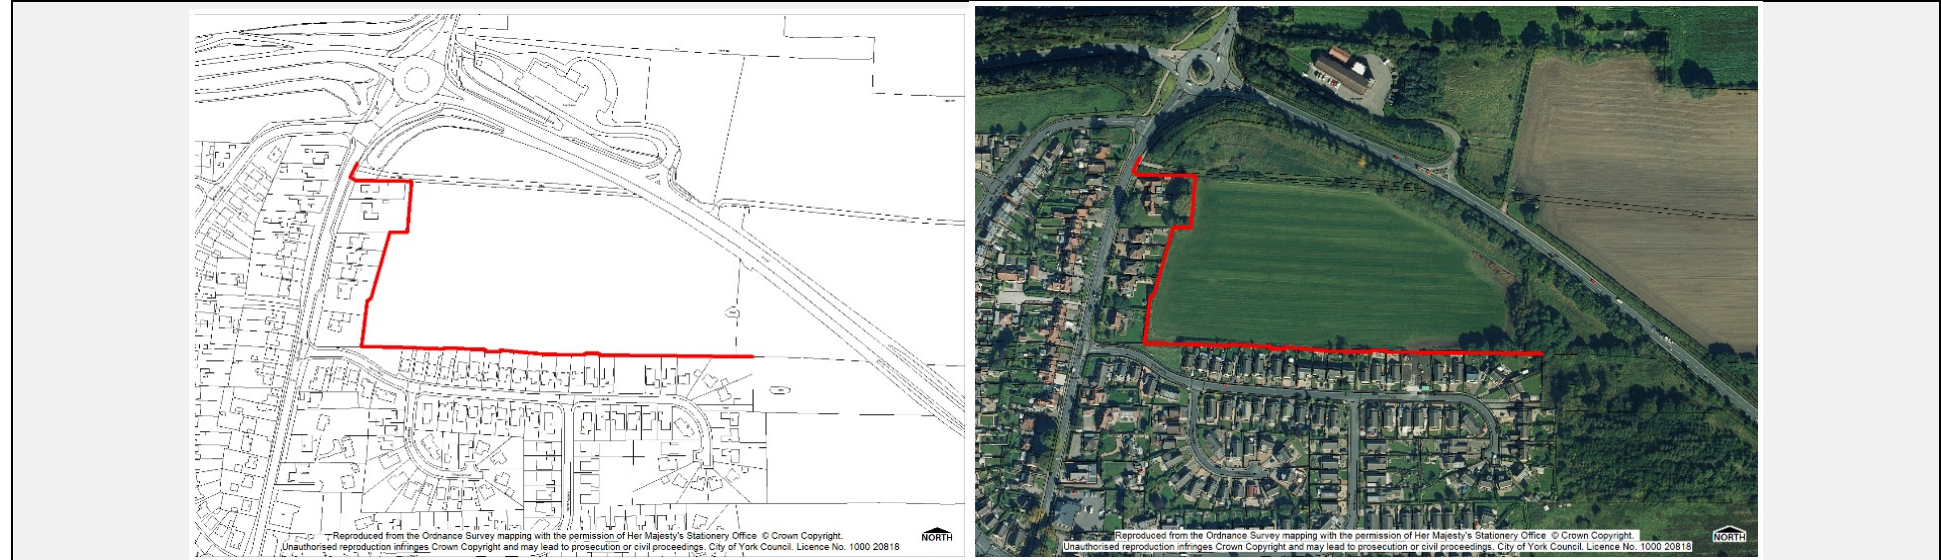 Reproduced from the Ordnance Survey mapping with the permission of Her Majesty's Stationery Office © Crown Copyright.
Unauthorised reproduction infringes Crown Copyright and may lead to prosecution or civil proceedings. City of York Council. Licence No. 1000 20818
NORTH
Reproduced from the Ordnance Survey mapping with the permission of Her Majesty's Stationery Office © Crown Copyright.
Unauthorised reproduction infringes Crown Copyright and may lead to prosecution or civil proceedings. City of York Council. Licence No. 1000 20818
NORTH